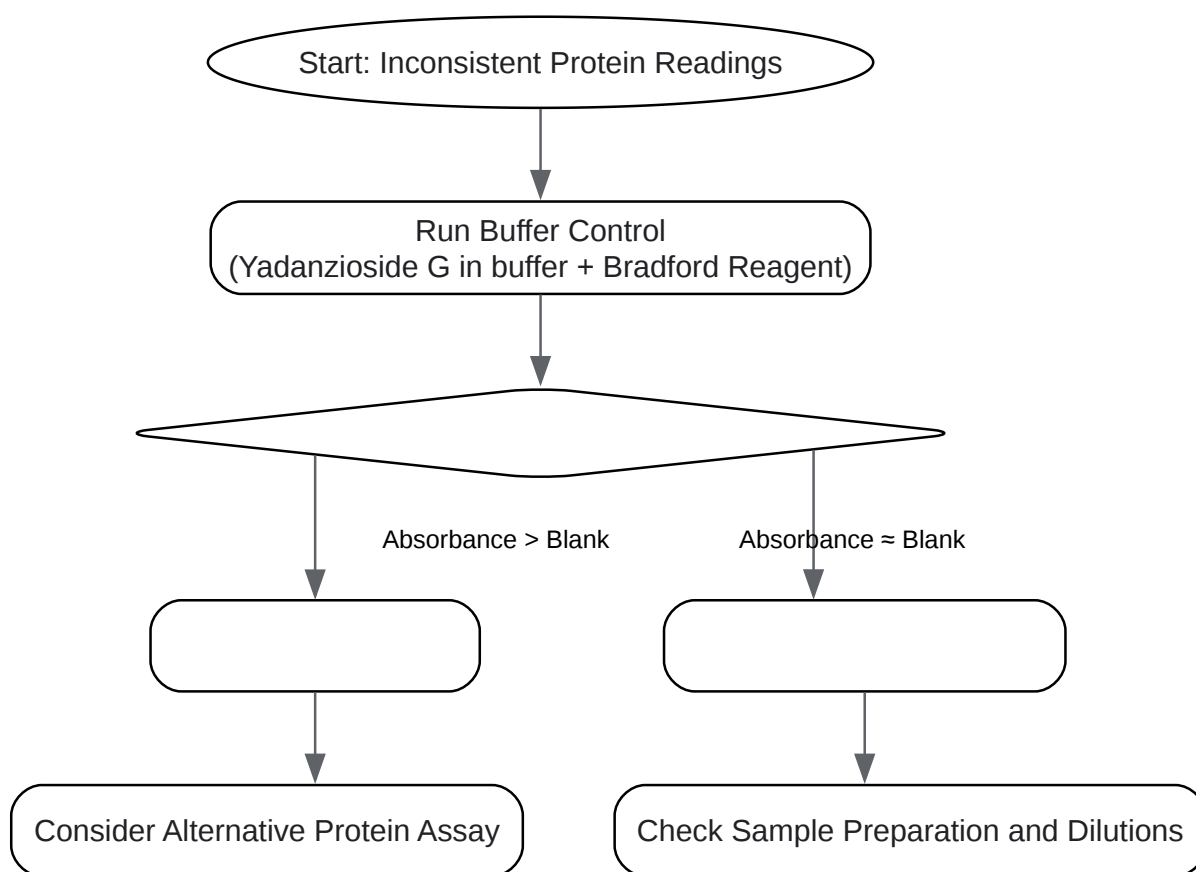 Start: Inconsistent Protein Readings
Run Buffer Control
(Yadanzioside G in buffer + Bradford Reagent)
Absorbance > Blank
Absorbance ≈ Blank
Consider Alternative Protein Assay
Check Sample Preparation and Dilutions